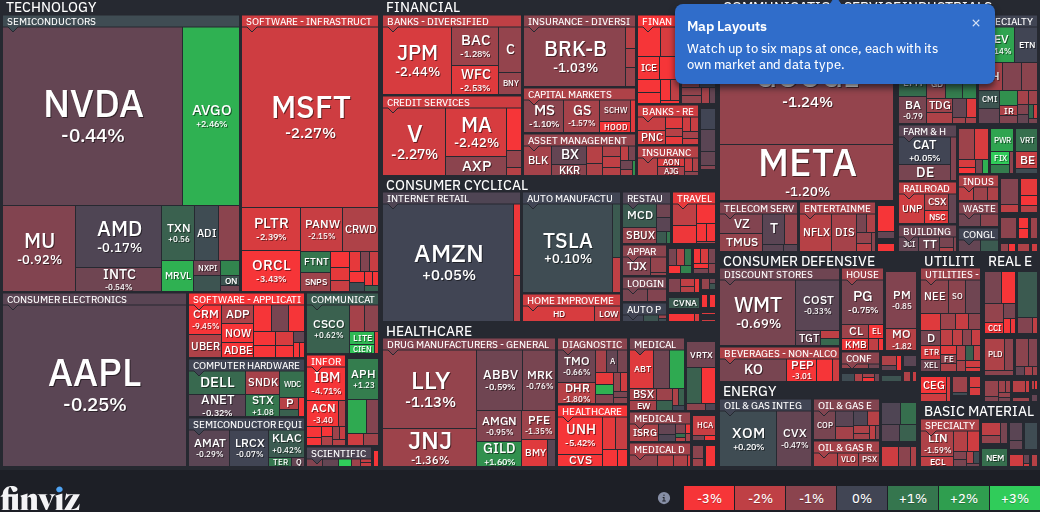 TECHNOLOGY
SEMICONDUCTORS
NVDA
-0.44%
AVGO
+2.46%
MU
-0.92%
AMD
-0.17%
INTC
-0.54%
TXN
+0.56
ADI
MRVL
NXPI
ON
SOFTWARE - INFRASTRUCT
MSFT
-2.27%
PLTR
-2.39%
PANW
-2.15%
CRWD
ORCL
-3.43%
FTNT
SNPS
CONSUMER ELECTRONICS
AAPL
-0.25%
SOFTWARE - APPLICATI
CRM
-9.45%
ADP
NOW
UBER
ADBE
COMMUNICAT
CSCO
+0.62%
LITE
CIEN
COMPUTER HARDWARE
DELL
SNDK
WDC
ANET
-0.32%
STX
+1.08
P
INFOR
IBM
-4.71%
ACN
-3.40
APH
+1.23
SEMICONDUCTOR EQUI
AMAT
-0.29%
LRCX
-0.07%
KLAC
+0.42%
TER
Q
SCIENTIFIC
FINANCIAL
BANKS - DIVERSIFIED
JPM
-2.44%
BAC
-1.28%
C
WFC
-2.53%
BNY
INSURANCE - DIVERSI
BRK-B
-1.03%
FINAN
ICE
CREDIT SERVICES
V
-2.27%
MA
-2.42%
AXP
CAPITAL MARKETS
MS
-1.10%
GS
-1.57%
SCHW
HOOD
BANKS - RE
PNC
ASSET MANAGEMENT
BLK
BX
KKR
INSURANC
AON
AJG
CONSUMER CYCLICAL
INTERNET RETAIL
AMZN
+0.05%
AUTO MANUFACTU
TSLA
+0.10%
HOME IMPROVEME
HD
LOW
RESTAU
MCD
SBUX
TRAVEL
APPAR
TJX
LODGIN
CVNA
AUTO P
HEALTHCARE
DRUG MANUFACTURERS - GENERAL
LLY
-1.13%
JNJ
-1.36%
ABBV
-0.59%
MRK
-0.76%
AMGN
-0.95%
PFE
-1.35%
GILD
+1.60%
BMY
DIAGNOSTIC
TMO
-0.66%
A
DHR
-1.80%
HEALTHCARE
UNH
-5.42%
CVS
MEDICAL
ABT
BSX
EW
VRTX
MEDICAL I
ISRG
HCA
MEDICAL D
Map Layouts
Watch up to six maps at once, each with its
own market and data type.
-1.24%
META
-1.20%
TELECOM SERV
VZ
T
TMUS
ENTERTAINME
NFLX
DIS
ECIALTY
ETN
BA
-0.79
TDG
CMI
IR
FARM & H
CAT
+0.05%
DE
PWR
VRT
FIX
BE
RAILROAD
UNP
CSX
NSC
INDUS
WASTE
BUILDING
JCI
TT
CONGL
CONSUMER DEFENSIVE
DISCOUNT STORES
WMT
-0.69%
COST
-0.33%
TGT
HOUSE
PG
-0.75%
CL
EL
KMB
PM
-0.85
MO
-1.82
BEVERAGES - NON-ALCO
KO
PEP
-3.01
CONF
UTILITI
UTILITIES -
NEE
SO
D
ETR
FE
XEL
CEG
REAL E
CCI
PLD
ENERGY
OIL & GAS INTEG
XOM
+0.20%
CVX
-0.47%
OIL & GAS E
COP
OIL & GAS R
VLO
PSX
BASIC MATERIAL
SPECIALTY
LIN
-1.59%
ECL
NEM
finviz
-3%
-2%
-1%
0%
+1%
+2%
+3%